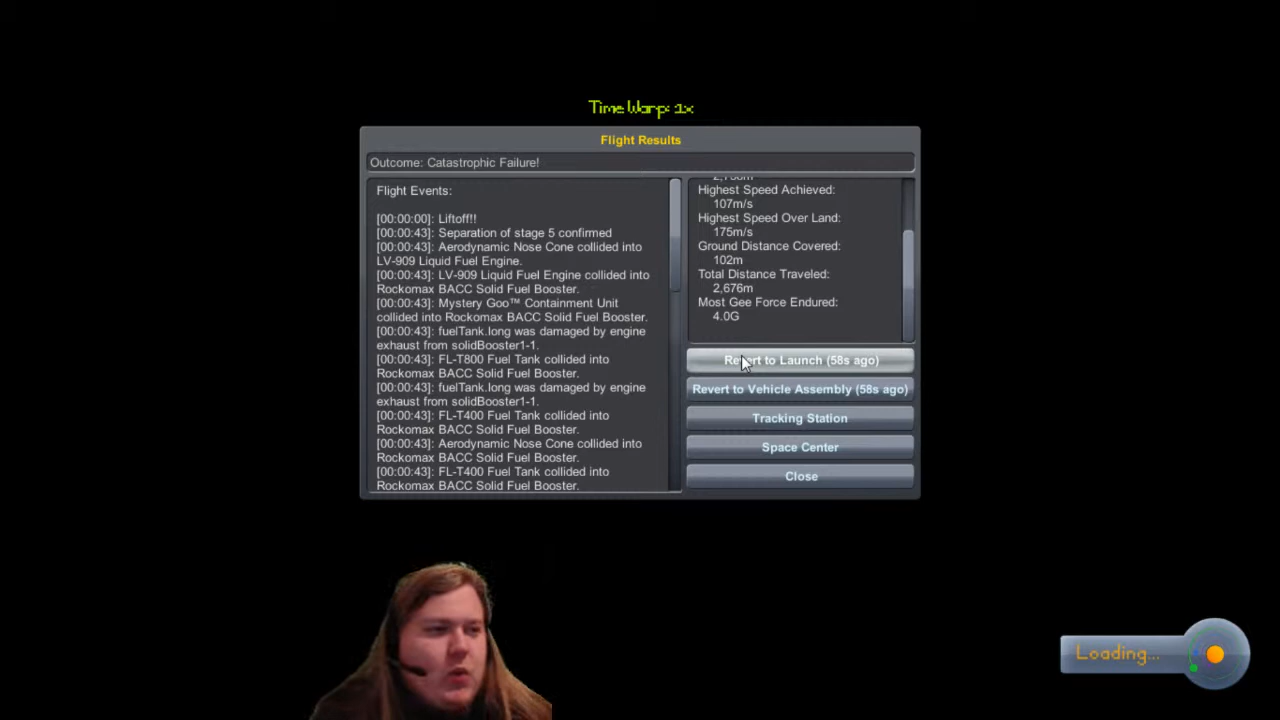 Time Warp: 1x
Flight Results
Outcome: Catastrophic Failure!
Flight Events:
[00:00:00]: Liftoff!!
[00:00:43]: Separation of stage 5 confirmed
[00:00:43]: Aerodynamic Nose Cone collided into
LV-909 Liquid Fuel Engine.
[00:00:43]: LV-909 Liquid Fuel Engine collided into
Rockomax BACC Solid Fuel Booster.
[00:00:43]: Mystery Goo™ Containment Unit
collided into Rockomax BACC Solid Fuel Booster.
[00:00:43]: fuelTank.long was damaged by engine
exhaust from solidBooster1-1.
[00:00:43]: FL-T800 Fuel Tank collided into
Rockomax BACC Solid Fuel Booster.
[00:00:43]: fuelTank.long was damaged by engine
exhaust from solidBooster1-1.
[00:00:43]: FL-T400 Fuel Tank collided into
Rockomax BACC Solid Fuel Booster.
[00:00:43]: Aerodynamic Nose Cone collided into
Rockomax BACC Solid Fuel Booster.
[00:00:43]: FL-T400 Fuel Tank collided into
Rockomax BACC Solid Fuel Booster.
Highest Speed Achieved:
107m/s
Highest Speed Over Land:
175m/s
Ground Distance Covered:
102m
Total Distance Traveled:
2,676m
Most Gee Force Endured:
4.0G
Revert to Launch (58s ago)
Revert to Vehicle Assembly (58s ago)
Tracking Station
Space Center
Close
Loading...